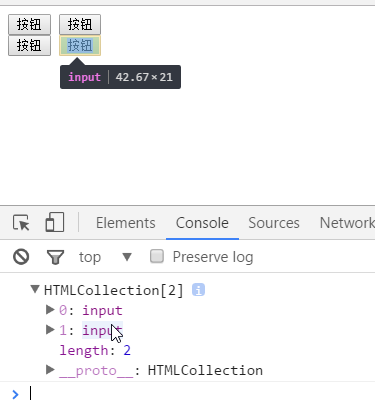 按钮 按钮
按钮 按钮
input 42.67×21
Elements Console Sources Network
top Preserve log
HTMLCollection[2] i
0: input
1: input
length: 2
__proto__: HTMLCollection